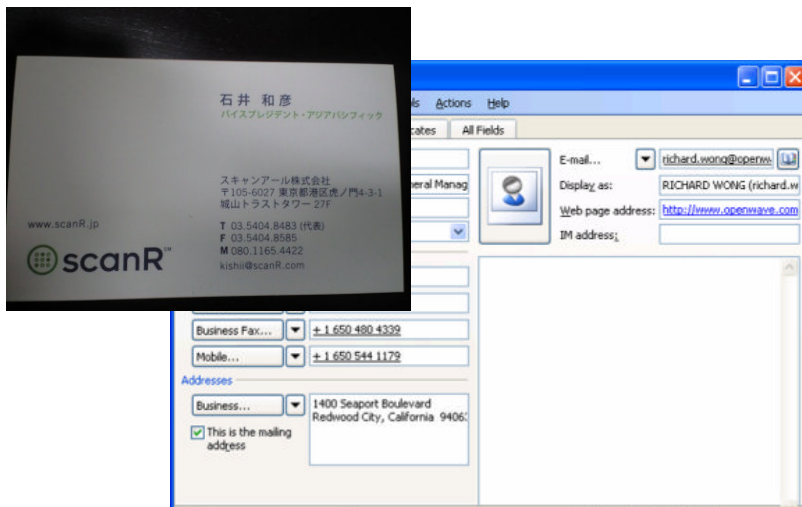 石井 和彦
バイスプレジデント・アジアパシフィック
スキャンアール株式会社
〒105-6027 東京都港区虎ノ門4-3-1
城山トラストタワー 27F
www.scanR.jp
T 03.5404.8483 (代表)
F 03.5404.8585
M 080.1165.4422
kishii@scanR.com
scanR™
Actions Help
All Fields
E-mail... richard.wong@openw
Display as: RICHARD WONG (richard.w
Web page address: http://www.openwave.com
IM address:
Business Fax... + 1 650 480 4339
Mobile... + 1 650 544 1179
Addresses
Business... 1400 Seaport Boulevard
Redwood City, California 9406
This is the mailing
address